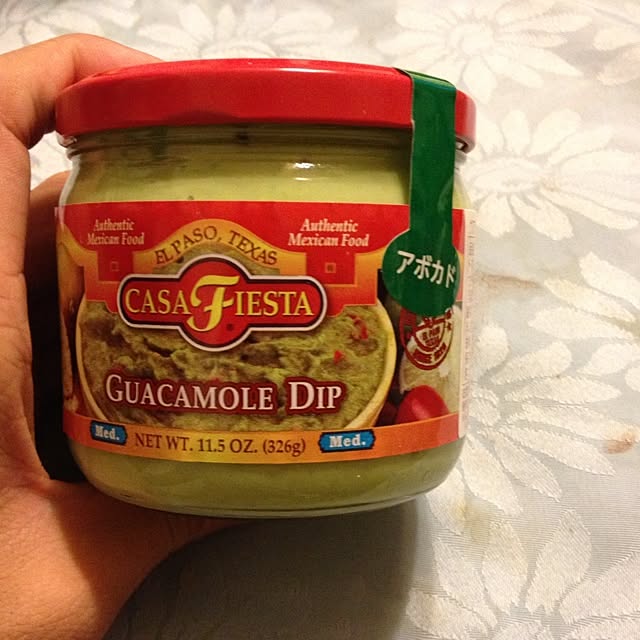 Authentic
Mexican Food
Authentic
Mexican Food
EL PASO, TEXAS
CASA FIESTA
アボカド
GUACAMOLE DIP
Med.
NET WT. 11.5 OZ. (326g)
Med.